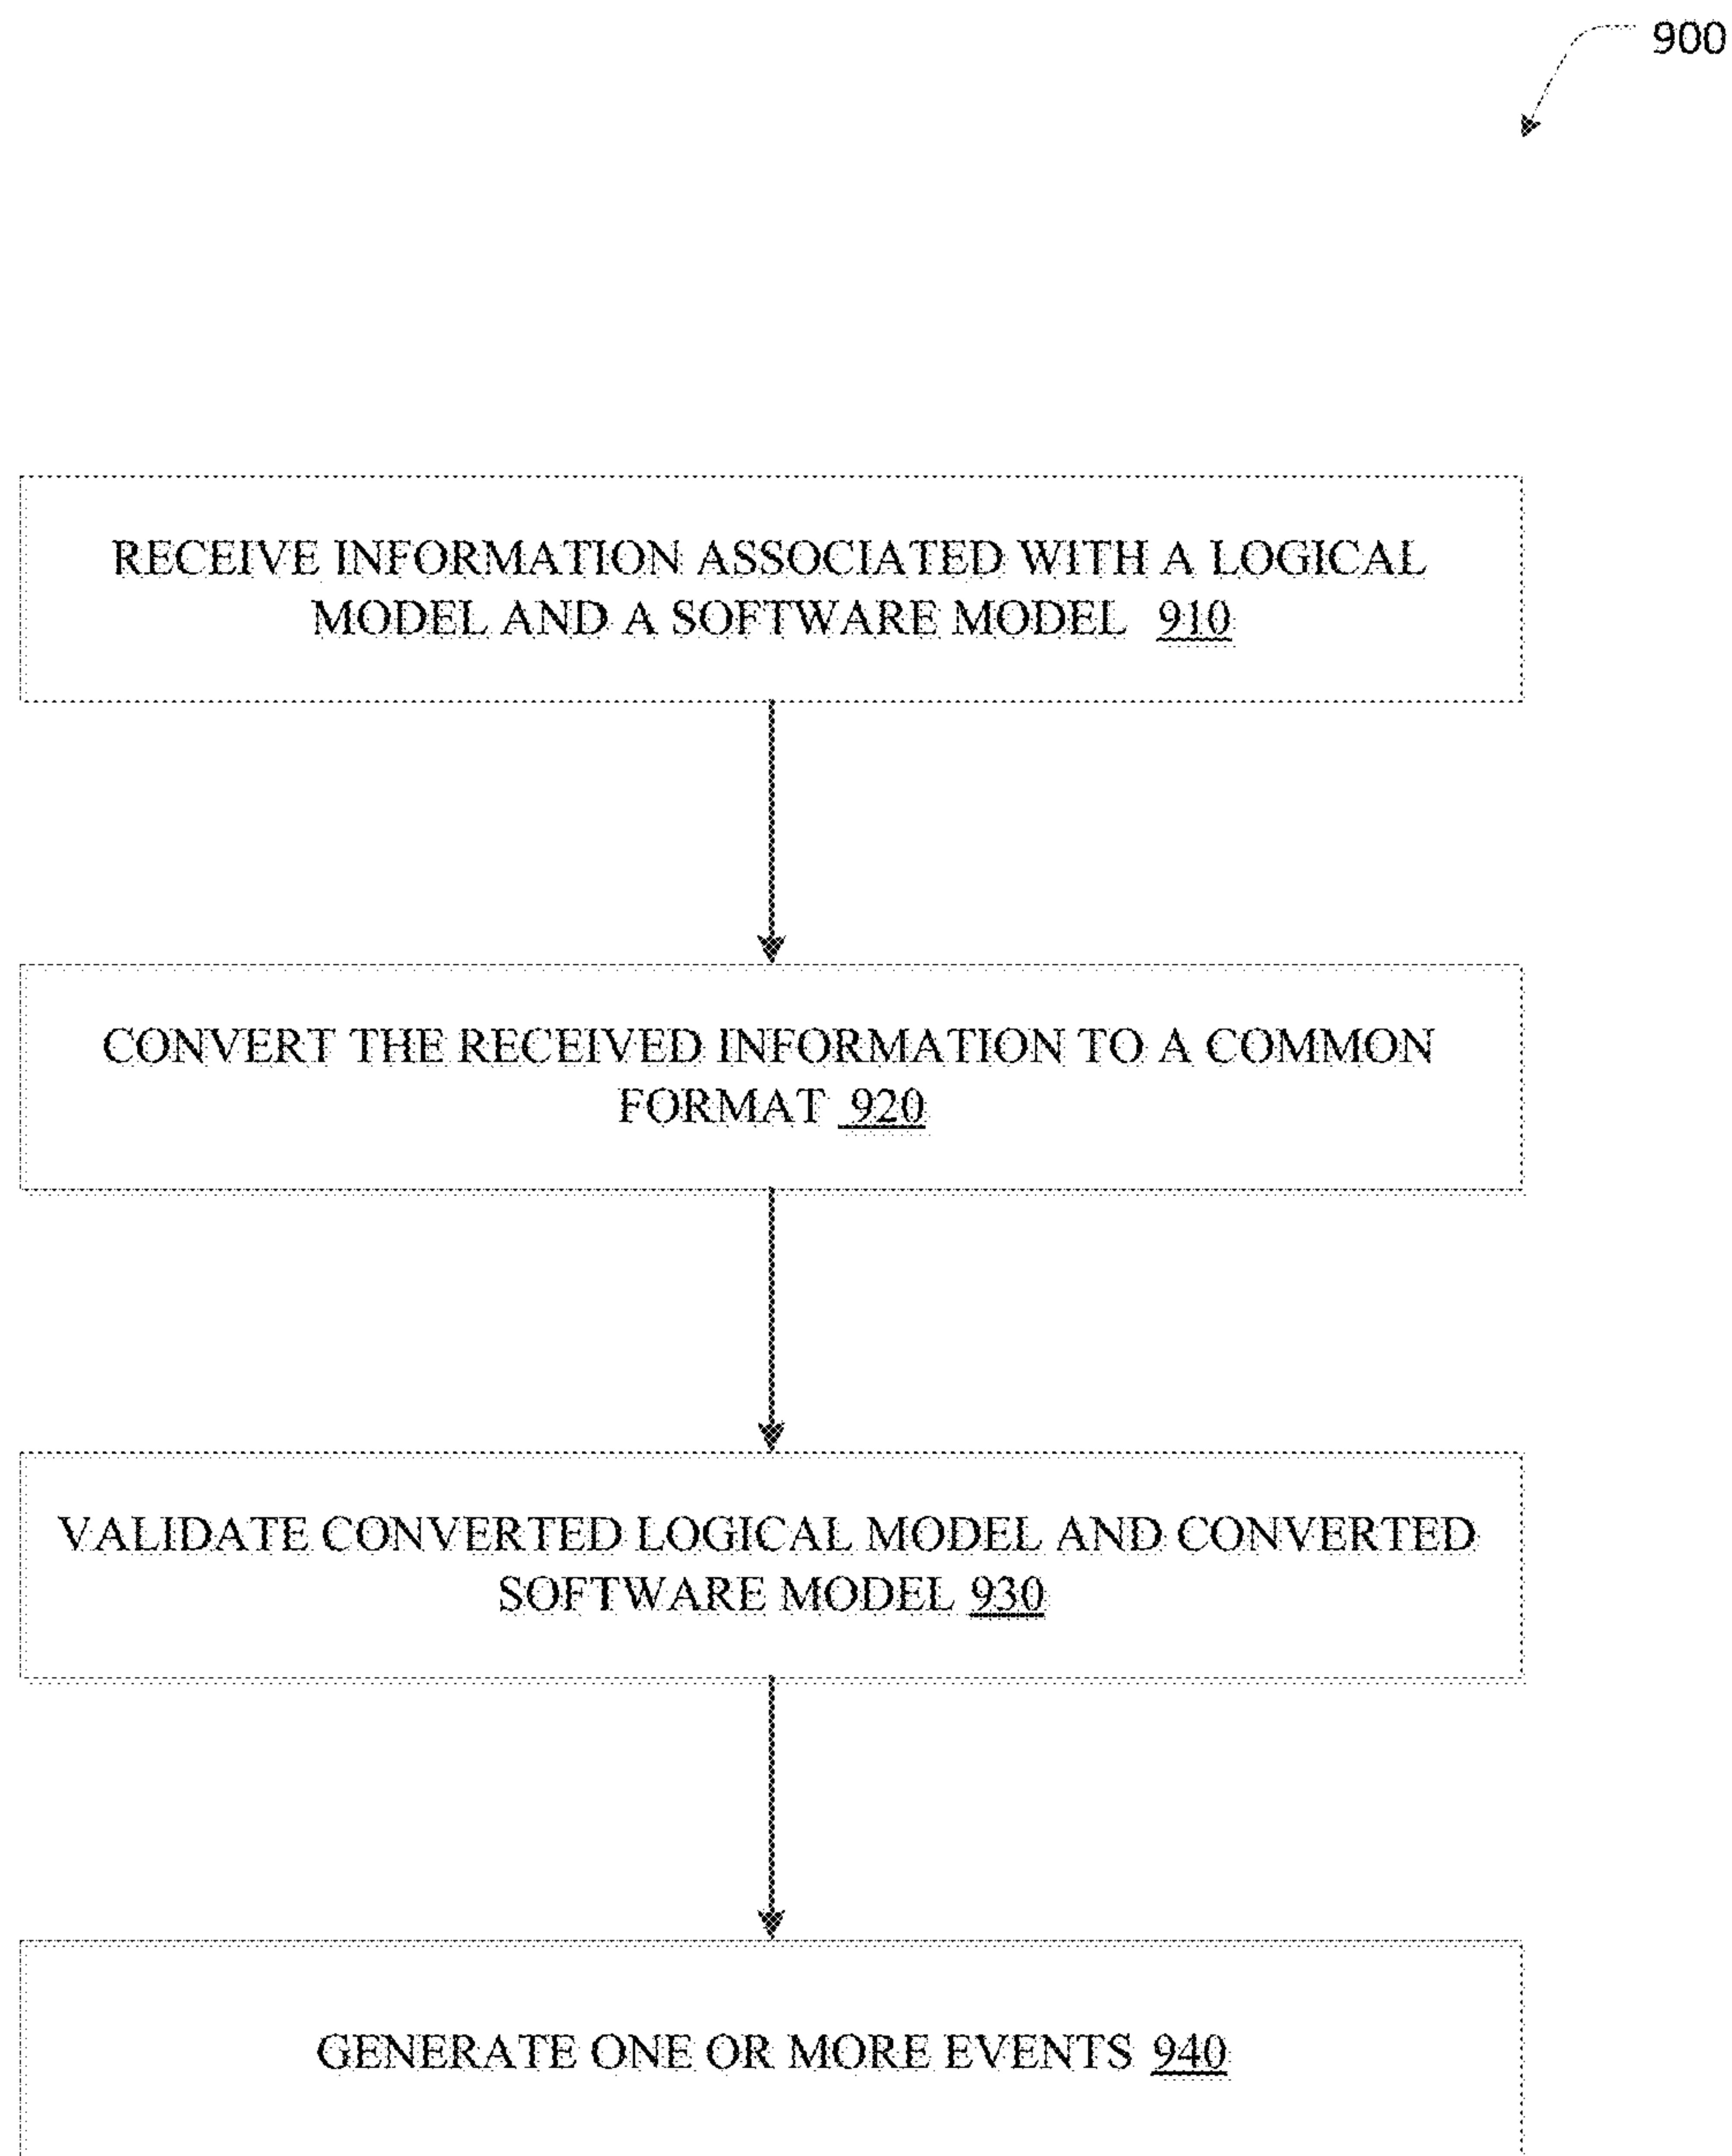 900
RECEIVE INFORMATION ASSOCIATED WITH A LOGICAL
MODEL AND A SOFTWARE MODEL 910
CONVERT THE RECEIVED INFORMATION TO A COMMON
FORMAT 920
VALIDATE CONVERTED LOGICAL MODEL AND CONVERTED
SOFTWARE MODEL 930
GENERATE ONE OR MORE EVENTS 940